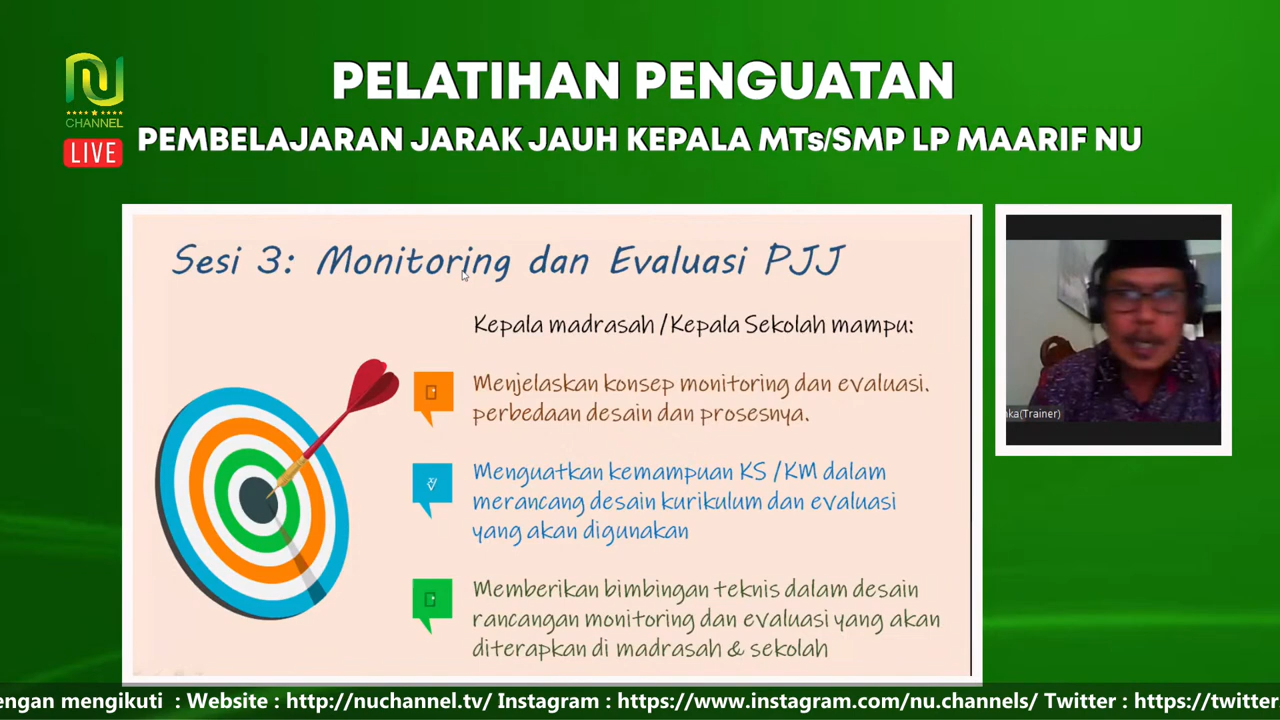 NU
CHANNEL
LIVE
PELATIHAN PENGUATAN
PEMBELAJARAN JARAK JAUH KEPALA MTs/SMP LP MAARIF NU
Sesi 3: Monitoring dan Evaluasi PJJ
Kepala madrasah /Kepala Sekolah mampu:
Menjelaskan konsep monitoring dan evaluasi.
perbedaan desain dan prosesnya.
Menguatkan kemampuan KS /KM dalam
merancang desain kurikulum dan evaluasi
yang akan digunakan
Memberikan bimbingan teknis dalam desain
rancangan monitoring dan evaluasi yang akan
diterapkan di madrasah & sekolah
nka(Trainer)
engan mengikuti : Website : http://nuchannel.tv/ Instagram : https://www.instagram.com/nu.channels/ Twitter : https://twitter